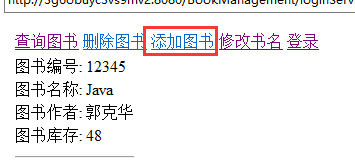 查询图书 删除图书 添加图书 修改书名 登录
图书编号: 12345
图书名称: Java
图书作者: 郭克华
图书库存: 48